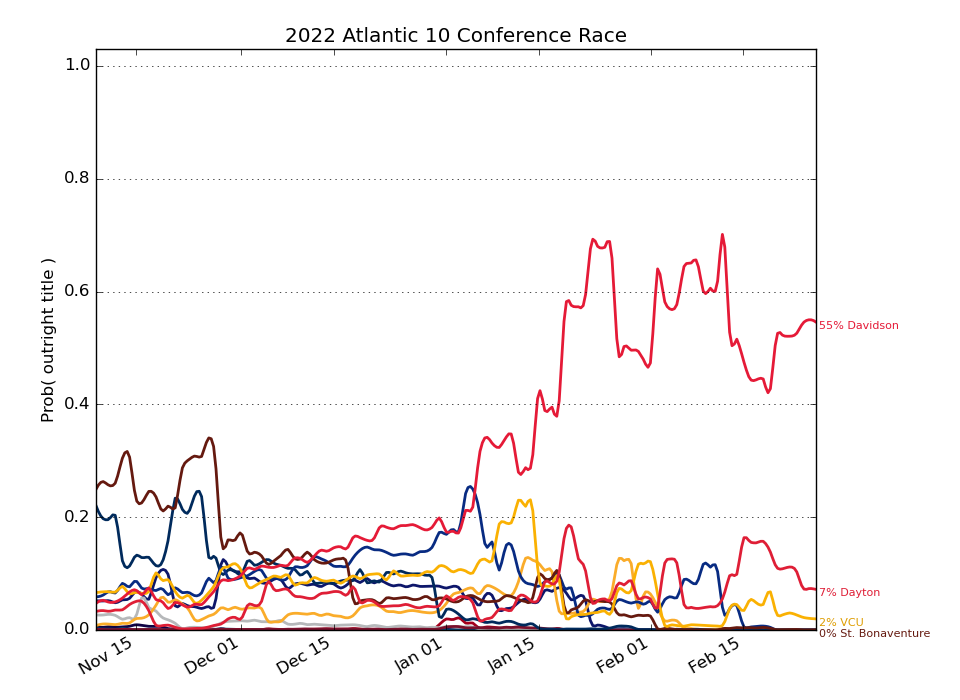 2022 Atlantic 10 Conference Race
Prob( outright title )
1.0
0.8
0.6
0.4
0.2
0.0
Nov 15
Dec 01
Dec 15
Jan 01
Jan 15
Feb 01
Feb 15
55% Davidson
7% Dayton
2% VCU
0% St. Bonaventure